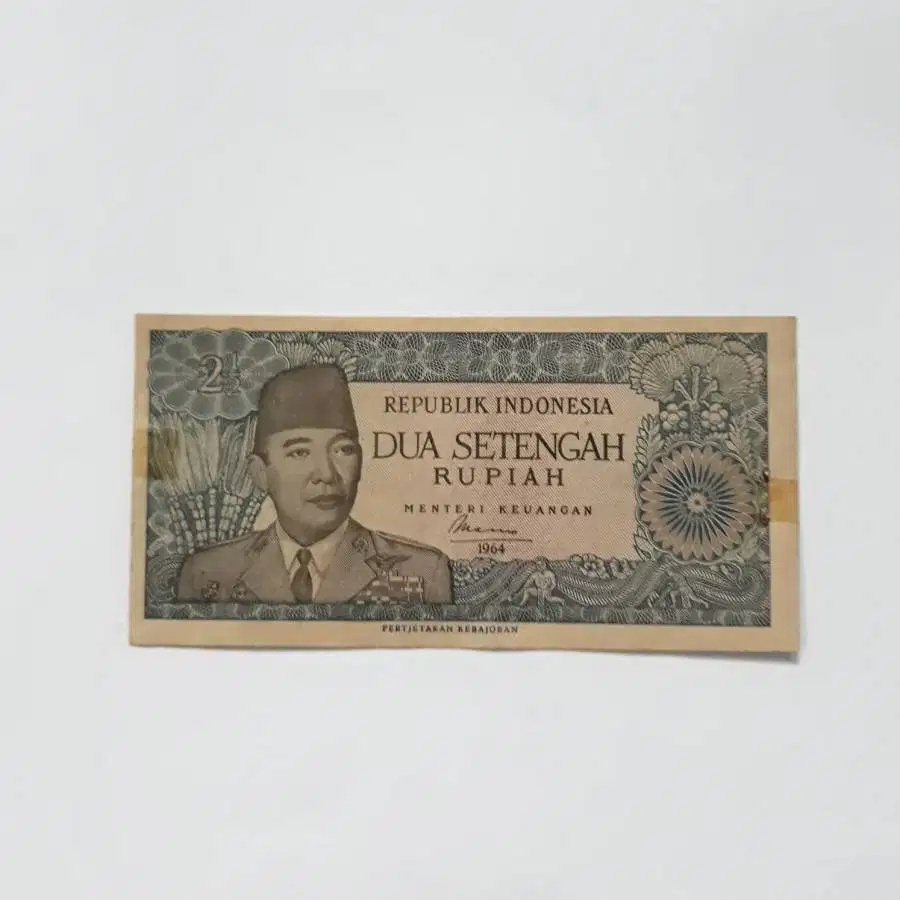 2½
REPUBLIK INDONESIA
DUA SETENGAH
RUPIAH
MENTERI KEUANGAN
1964
PERTJETAKAN KEBAJORAN